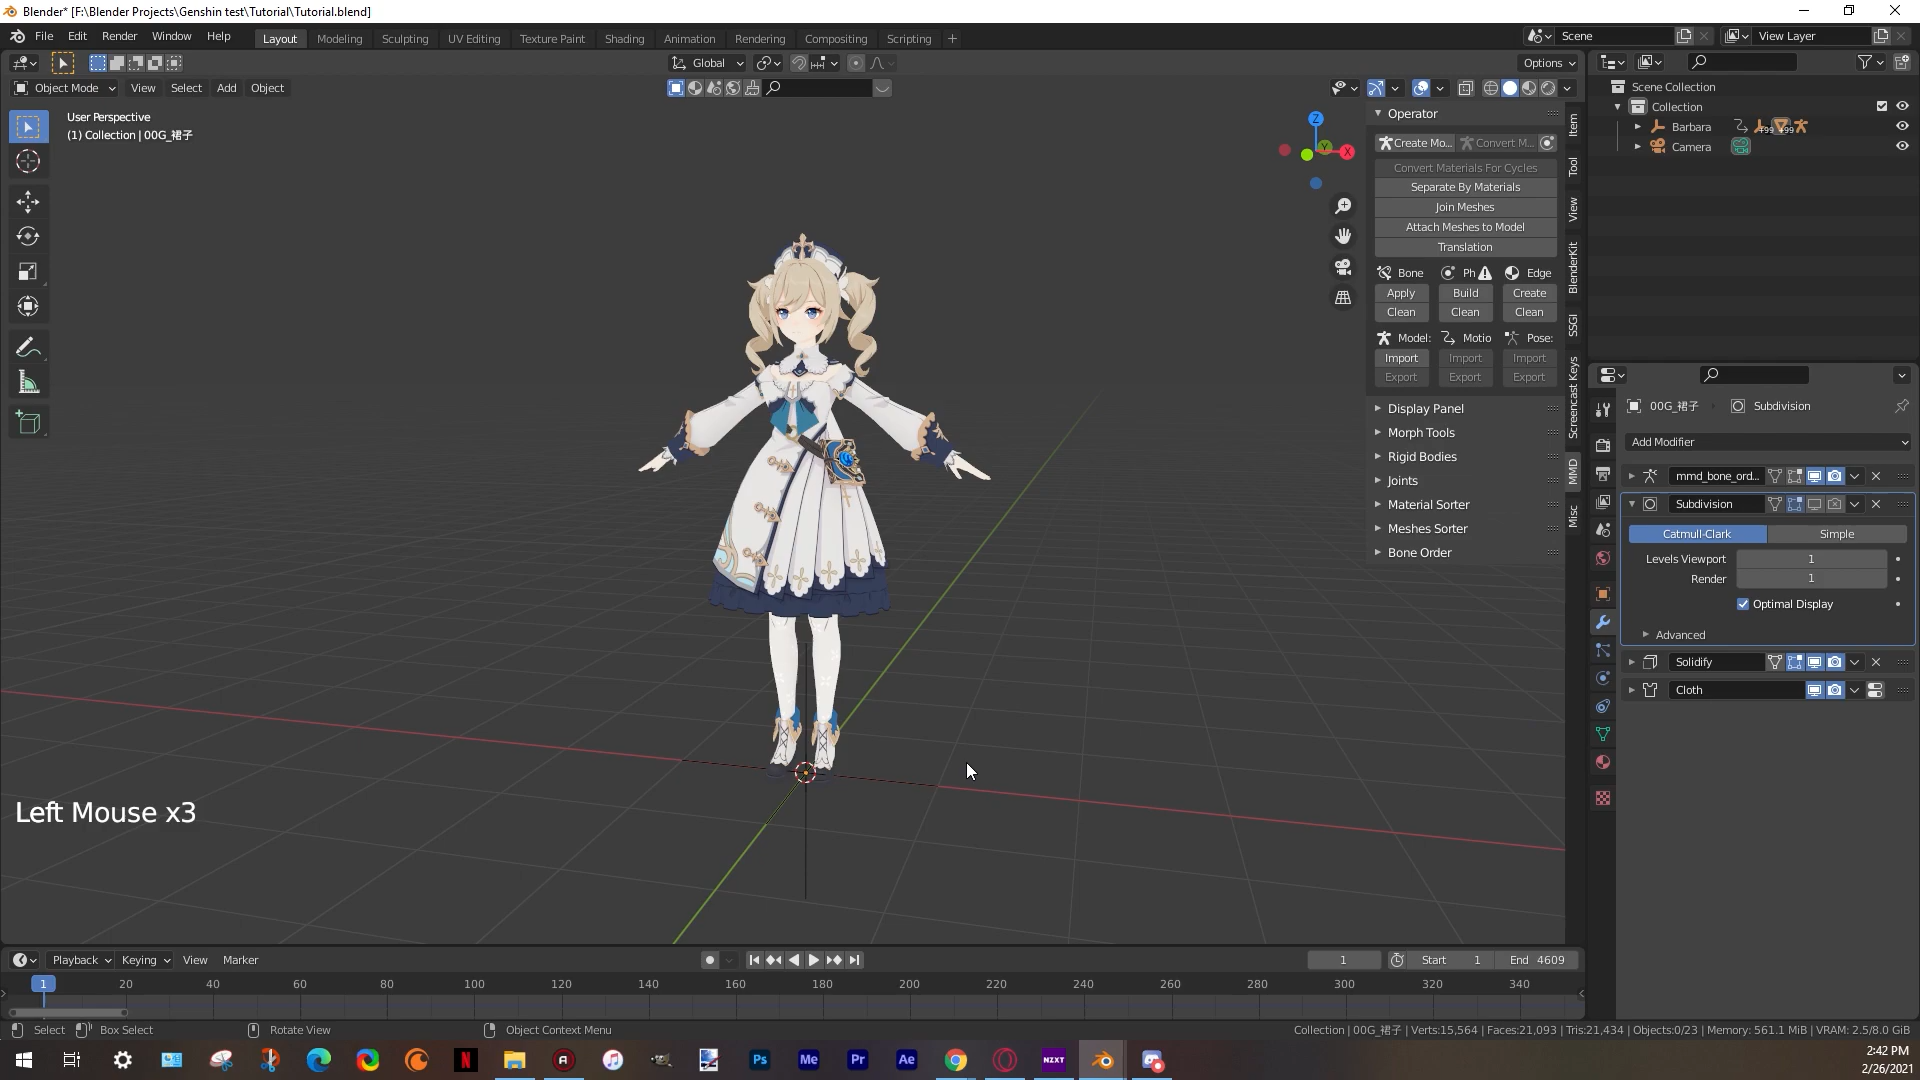 Blender* [F:\Blender Projects\Genshin test\Tutorial\Tutorial.blend]
File Edit Render Window Help Layout Modeling Sculpting UV Editing Texture Paint Shading Animation Rendering Compositing Scripting + Scene View Layer
Global Options
Object Mode View Select Add Object
User Perspective
(1) Collection | 00G_裙子
Z
Y
X
Operator
Create Mo... Convert M...
Convert Materials For Cycles
Separate By Materials
Join Meshes
Attach Meshes to Model
Translation
Bone Ph Edge
Apply Build Create
Clean Clean Clean
Model: Motio Pose:
Import Import Import
Export Export Export
Display Panel
Morph Tools
Rigid Bodies
Joints
Material Sorter
Meshes Sorter
Bone Order
Item
Tool
View
BlenderKit
SSGI
Screencast Keys
MMD
Misc
Scene Collection
Collection
Barbara +99 +99
Camera
00G_裙子 Subdivision
Add Modifier
mmd_bone_ord...
Subdivision
Catmull-Clark Simple
Levels Viewport 1
Render 1
Optimal Display
Advanced
Solidify
Cloth
Left Mouse x3
Playback Keying View Marker 1 Start 1 End 4609
1 20 40 60 80 100 120 140 160 180 200 220 240 260 280 300 320 340
Select Box Select Rotate View Object Context Menu Collection | 00G_裙子 | Verts:15,564 | Faces:21,093 | Tris:21,434 | Objects:0/23 | Memory: 561.1 MiB | VRAM: 2.5/8.0 GiB
N Ps Me Pr Ae NZXT
2:42 PM
2/26/2021